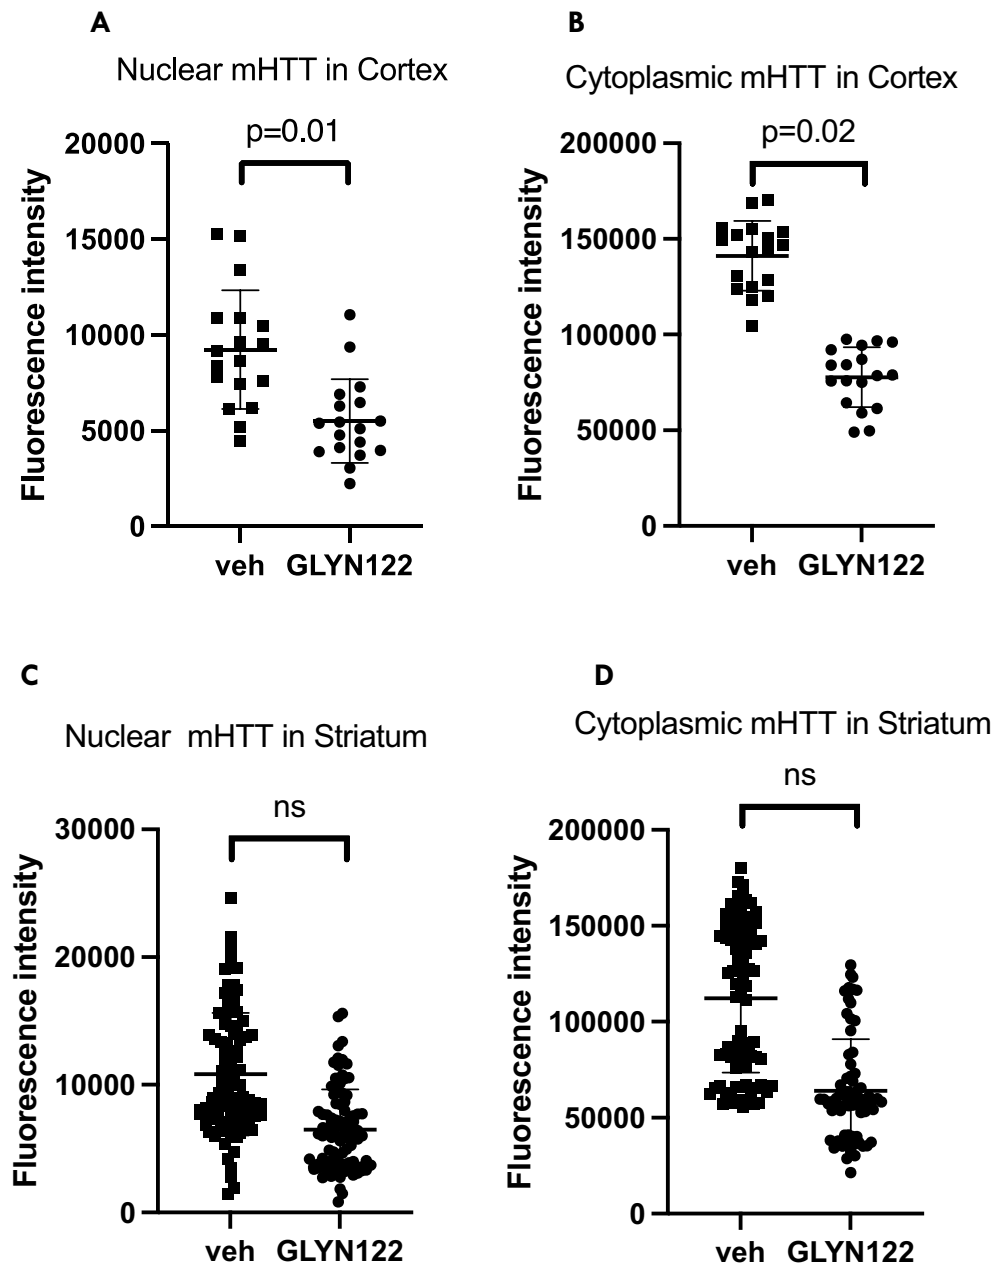 A
Nuclear mHTT in Cortex
p=0.01
20000
15000
10000
5000
0
Fluorescence intensity
veh GLYN122
B
Cytoplasmic mHTT in Cortex
p=0.02
200000
150000
100000
50000
0
Fluorescence intensity
veh GLYN122
C
Nuclear mHTT in Striatum
ns
30000
20000
10000
0
Fluorescence intensity
veh GLYN122
D
Cytoplasmic mHTT in Striatum
ns
200000
150000
100000
50000
0
Fluorescence intensity
veh GLYN122